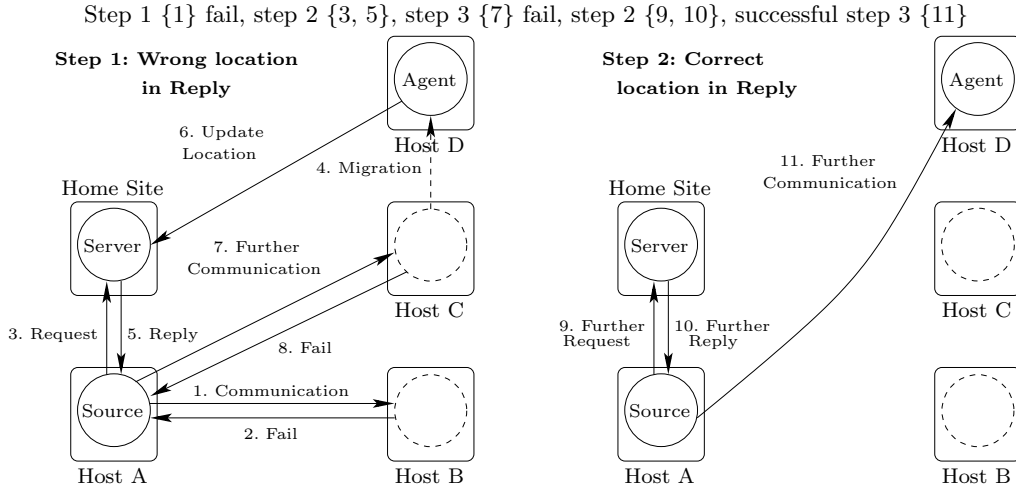 Step 1 {1} fail, step 2 {3, 5}, step 3 {7} fail, step 2 {9, 10}, successful step 3 {11}
Step 1: Wrong location
in Reply
Agent
Host D
6. Update
Location
4. Migration
Home Site
Server
7. Further
Communication
Host C
3. Request
5. Reply
8. Fail
1. Communication
Source
2. Fail
Host A
Host B
Step 2: Correct
location in Reply
Agent
Host D
11. Further
Communication
Home Site
Server
Host C
9. Further
Request
10. Further
Reply
Source
Host A
Host B